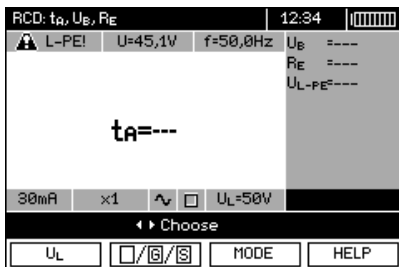 RCD: tA, UB, RE 12:34
L-PE! U=45,1V f=50,0Hz UB =---
RE =---
UL-PE=---
tA=---
30mA x1 UL=50V
Choose
UL □/G/S MODE HELP